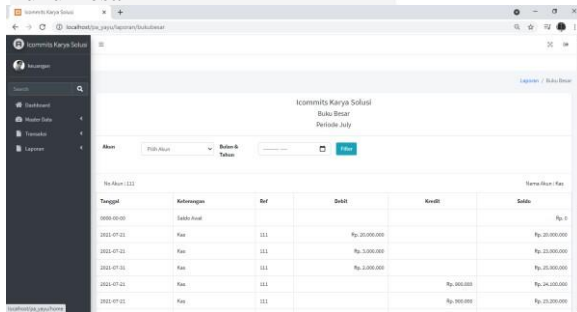 Icommits Karya Solusi
localhost/pa_yayu/laporan/bukubesar
Icommits Karya Solusi
keuangan
Search
Dashboard
Master Data
Transaksi
Laporan
Laporan / Buku Besar
Icommits Karya Solusi
Buku Besar
Periode July
Akun
Pilih Akun
Bulan & Tahun
Filter
No Akun : 111
Nama Akun : Kas
Tanggal Keterangan Ref Debit Kredit Saldo
0000-00-00 Saldo Awal Rp. 0
2021-07-21 Kas 111 Rp. 20.000.000 Rp. 20.000.000
2021-07-21 Kas 111 Rp. 3.000.000 Rp. 23.000.000
2021-07-21 Kas 111 Rp. 2.000.000 Rp. 25.000.000
2021-07-21 Kas 111 Rp. 900.000 Rp. 24.100.000
2021-07-21 Kas 111 Rp. 900.000 Rp. 23.200.000
localhost/pa_yayu/home